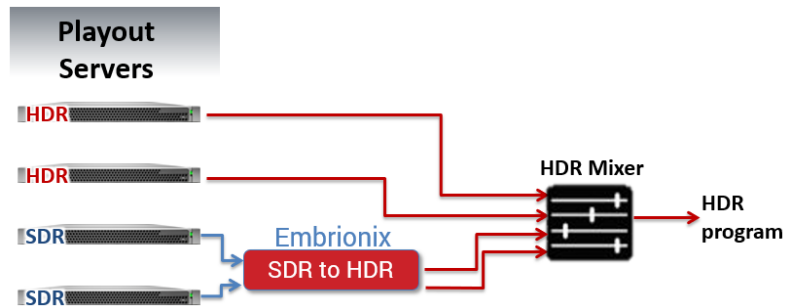 Playout
Servers
HDR
HDR
SDR
SDR
Embrionix
SDR to HDR
HDR Mixer
HDR
program